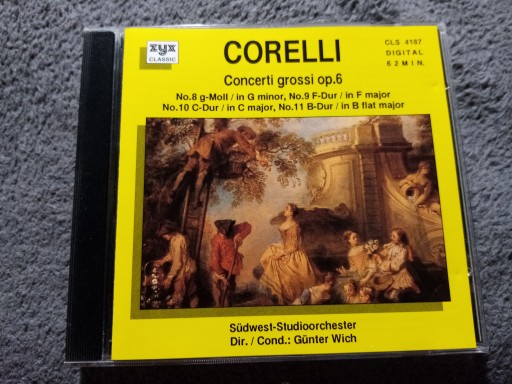 zyx
CLASSIC
CORELLI
CLS 4187
DIGITAL
62 MIN.
Concerti grossi op.6
No.8 g-Moll / in G minor, No.9 F-Dur / in F major
No.10 C-Dur / in C major, No.11 B-Dur / in B flat major
Südwest-Studioorchester
Dir. / Cond.: Günter Wich